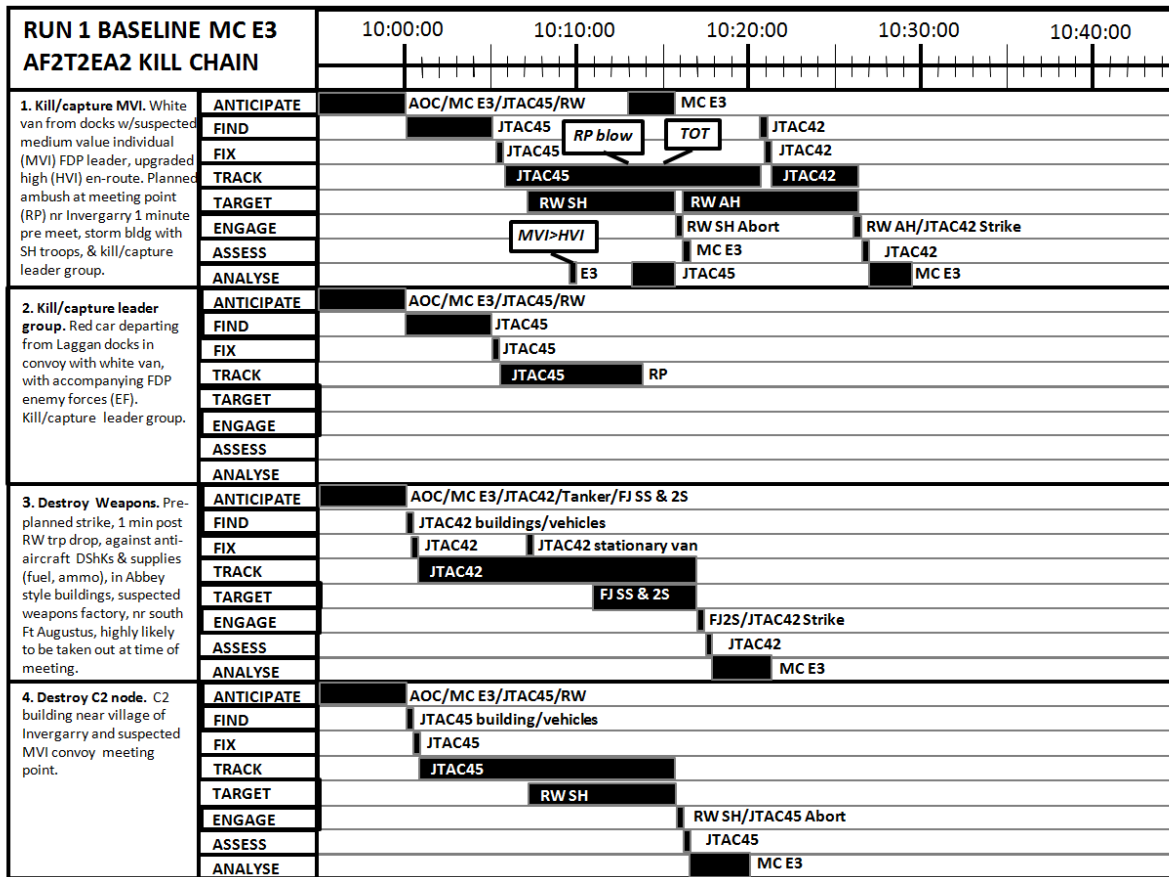 RUN 1 BASELINE MC E3
AF2T2EA2 KILL CHAIN
10:00:00 10:10:00 10:20:00 10:30:00 10:40:00
1. Kill/capture MVI. White
van from docks w/suspected
medium value individual
(MVI) FDP leader, upgraded
high (HVI) en-route. Planned
ambush at meeting point
(RP) nr Invergarry 1 minute
pre meet, storm bldg with
SH troops, & kill/capture
leader group.
ANTICIPATE AOC/MC E3/JTAC45/RW MC E3
FIND JTAC45 JTAC42
RP blow TOT
FIX JTAC45 JTAC42
TRACK JTAC45 JTAC42
TARGET RW SH RW AH
ENGAGE RW SH Abort RW AH/JTAC42 Strike
MVI>HVI
ASSESS MC E3 JTAC42
ANALYSE E3 JTAC45 MC E3
2. Kill/capture leader
group. Red car departing
from Laggan docks in
convoy with white van,
with accompanying FDP
enemy forces (EF).
Kill/capture leader group.
ANTICIPATE AOC/MC E3/JTAC45/RW
FIND JTAC45
FIX JTAC45
TRACK JTAC45 RP
TARGET
ENGAGE
ASSESS
ANALYSE
3. Destroy Weapons. Pre-
planned strike, 1 min post
RW trp drop, against anti-
aircraft DShKs & supplies
(fuel, ammo), in Abbey
style buildings, suspected
weapons factory, nr south
Ft Augustus, highly likely
to be taken out at time of
meeting.
ANTICIPATE AOC/MC E3/JTAC42/Tanker/FJ SS & 2S
FIND JTAC42 buildings/vehicles
FIX JTAC42 JTAC42 stationary van
TRACK JTAC42
TARGET FJ SS & 2S
ENGAGE FJ2S/JTAC42 Strike
ASSESS JTAC42
ANALYSE MC E3
4. Destroy C2 node. C2
building near village of
Invergarry and suspected
MVI convoy meeting
point.
ANTICIPATE AOC/MC E3/JTAC45/RW
FIND JTAC45 building/vehicles
FIX JTAC45
TRACK JTAC45
TARGET RW SH
ENGAGE RW SH/JTAC45 Abort
ASSESS JTAC45
ANALYSE MC E3